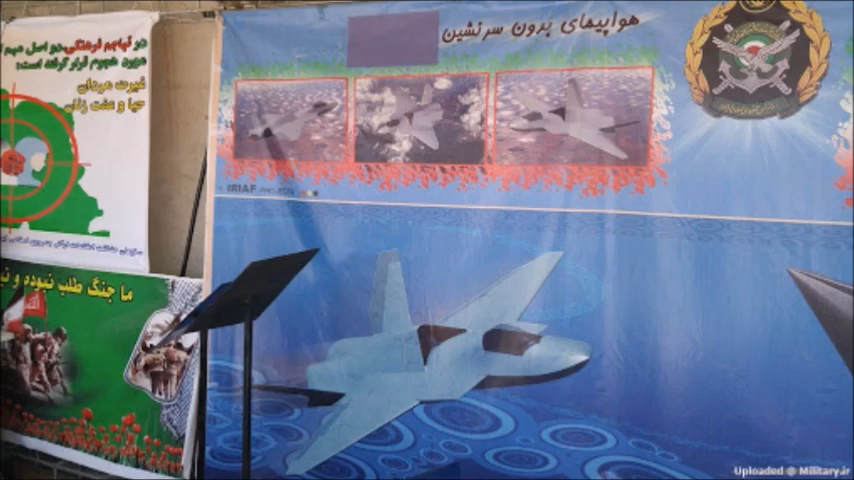 هواپیمای بدون سرنشین
IRIAF
در تهاجم فرهنگی دو اصل مهم
مورد هجوم قرار گرفته است:
غیرت مردان
حیا و عفت زنان
ما جنگ طلب نبوده و
Uploaded @ Military.ir